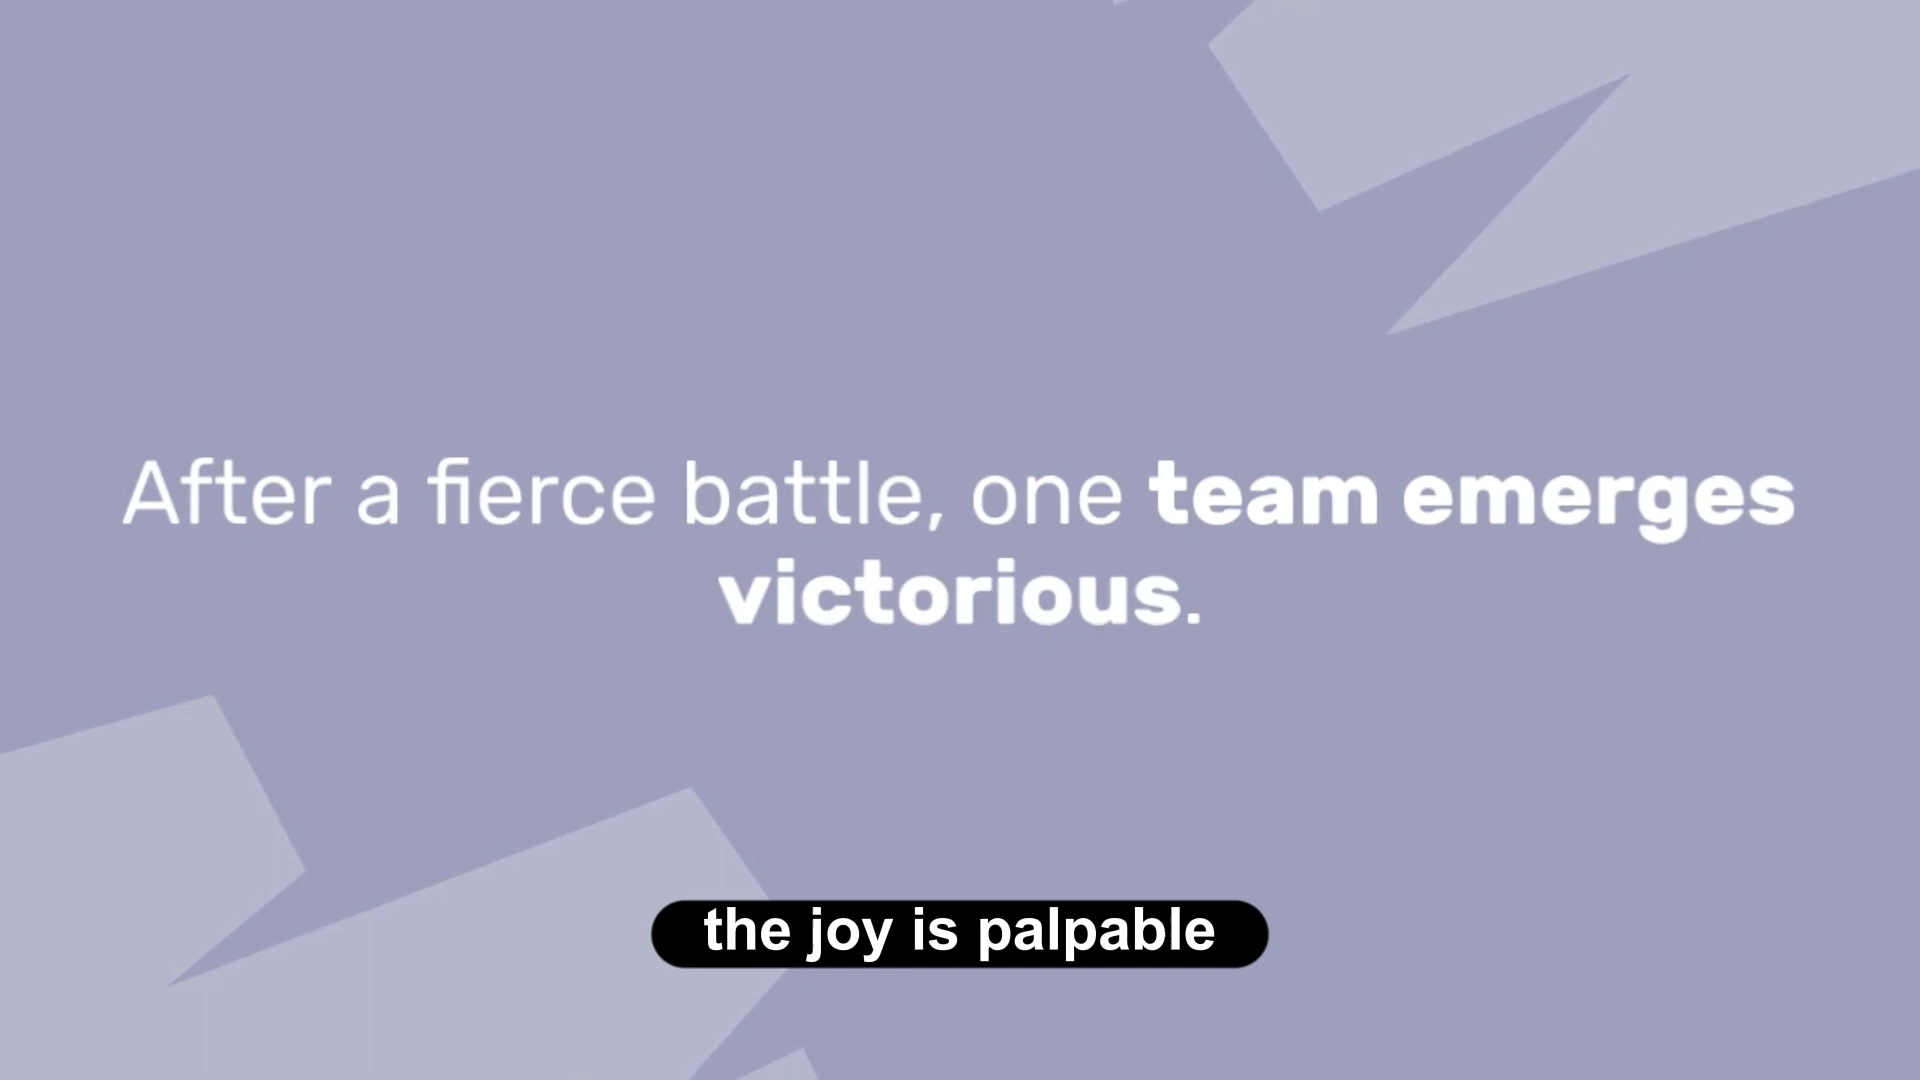 After a fierce battle, one team emerges
victorious.
the joy is palpable